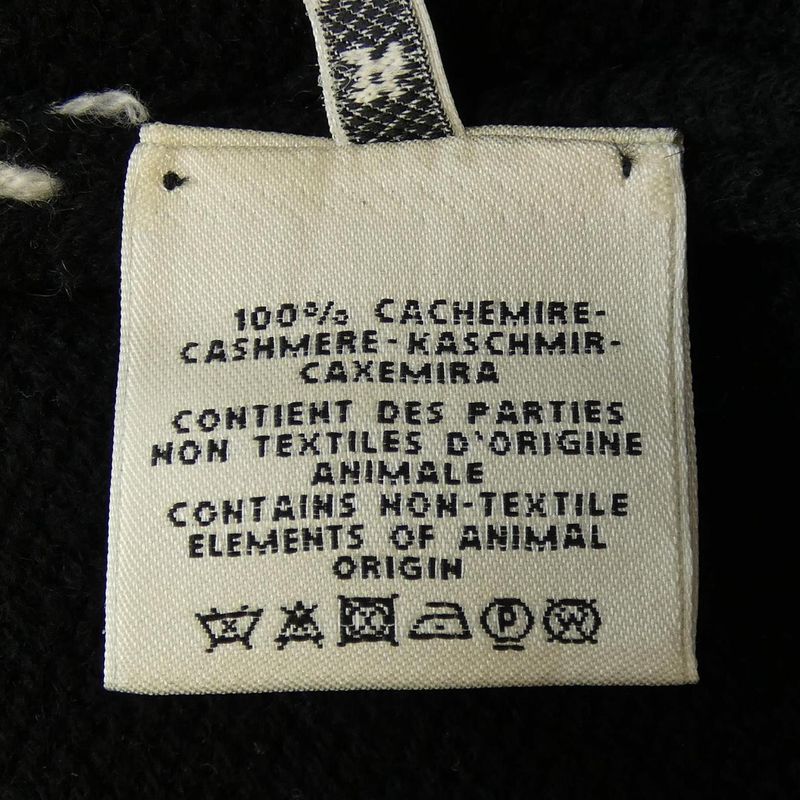 100% CACHEMIRE-
CASHMERE-KASCHMIR-
CAXEMIRA
CONTIENT DES PARTIES
NON TEXTILES D'ORIGINE
ANIMALE
CONTAINS NON-TEXTILE
ELEMENTS OF ANIMAL
ORIGIN
P W